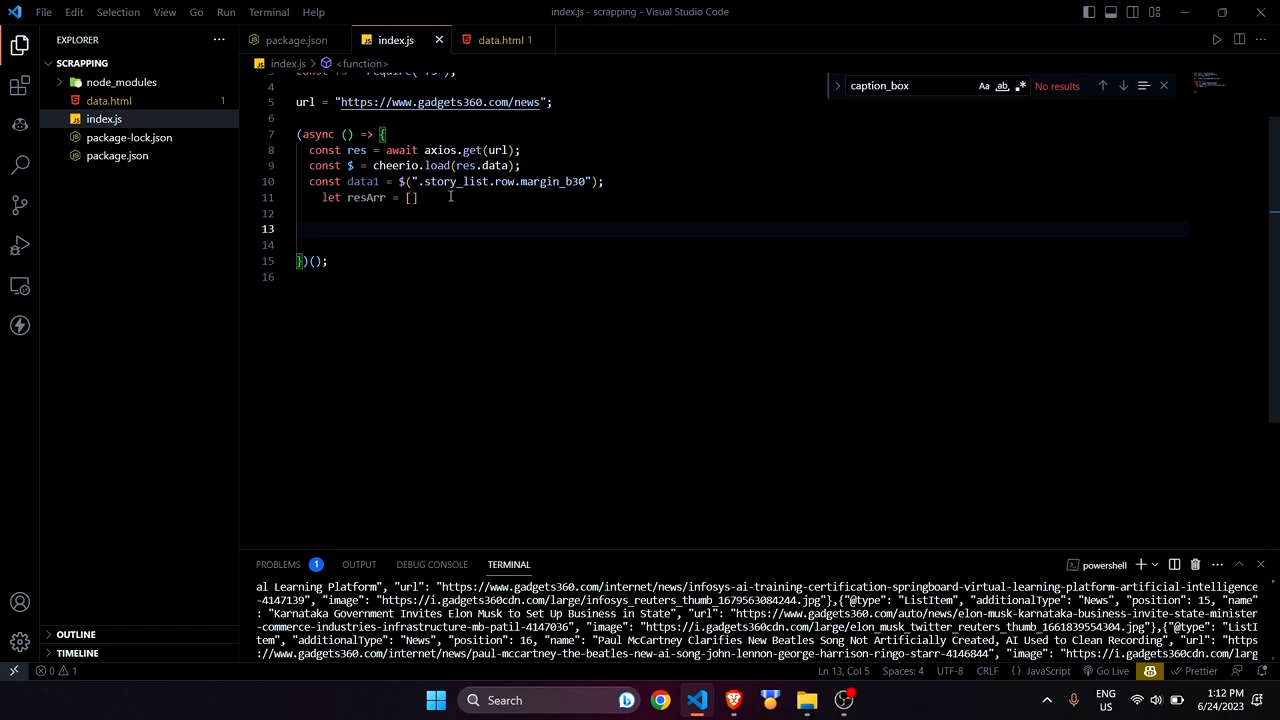 File Edit Selection View Go Run Terminal Help
index.js - scrapping - Visual Studio Code
EXPLORER
SCRAPPING
node_modules
data.html 1
index.js
package-lock.json
package.json
OUTLINE
TIMELINE
package.json index.js data.html 1
index.js > <function>
caption_box Aa ab No results
4
5 url = "https://www.gadgets360.com/news";
6
7 (async () => {
8 const res = await axios.get(url);
9 const $ = cheerio.load(res.data);
10 const data1 = $(".story_list.row.margin_b30");
11 let resArr = []
12
13
14
15 })();
16
PROBLEMS 1 OUTPUT DEBUG CONSOLE TERMINAL
powershell
al Learning Platform", "url": "https://www.gadgets360.com/internet/news/infosys-ai-training-certification-springboard-virtual-learning-platform-artificial-intelligence
-4147139", "image": "https://i.gadgets360cdn.com/large/infosys_reuters_thumb_1679563084244.jpg"},{"@type": "ListItem", "additionalType": "News", "position": 15, "name"
: "Karnataka Government Invites Elon Musk to Set Up Business in State", "url": "https://www.gadgets360.com/auto/news/elon-musk-karnataka-business-invite-state-ministe
-commerce-industries-infrastructure-mb-patil-4147036", "image": "https://i.gadgets360cdn.com/large/elon_musk_twitter_reuters_thumb_1661839554304.jpg"},{"@type": "ListI
tem", "additionalType": "News", "position": 16, "name": "Paul McCartney Clarifies New Beatles Song Not Artificially Created, AI Used to Clean Recording", "url": "https
://www.gadgets360.com/internet/news/paul-mccartney-the-beatles-new-ai-song-john-lennon-george-harrison-ringo-starr-4146844", "image": "https://i.gadgets360cdn.com/larg
0 1 Ln 13, Col 5 Spaces: 4 UTF-8 CRLF {} JavaScript Go Live Prettier
Search
ENG
US
1:12 PM
6/24/2023